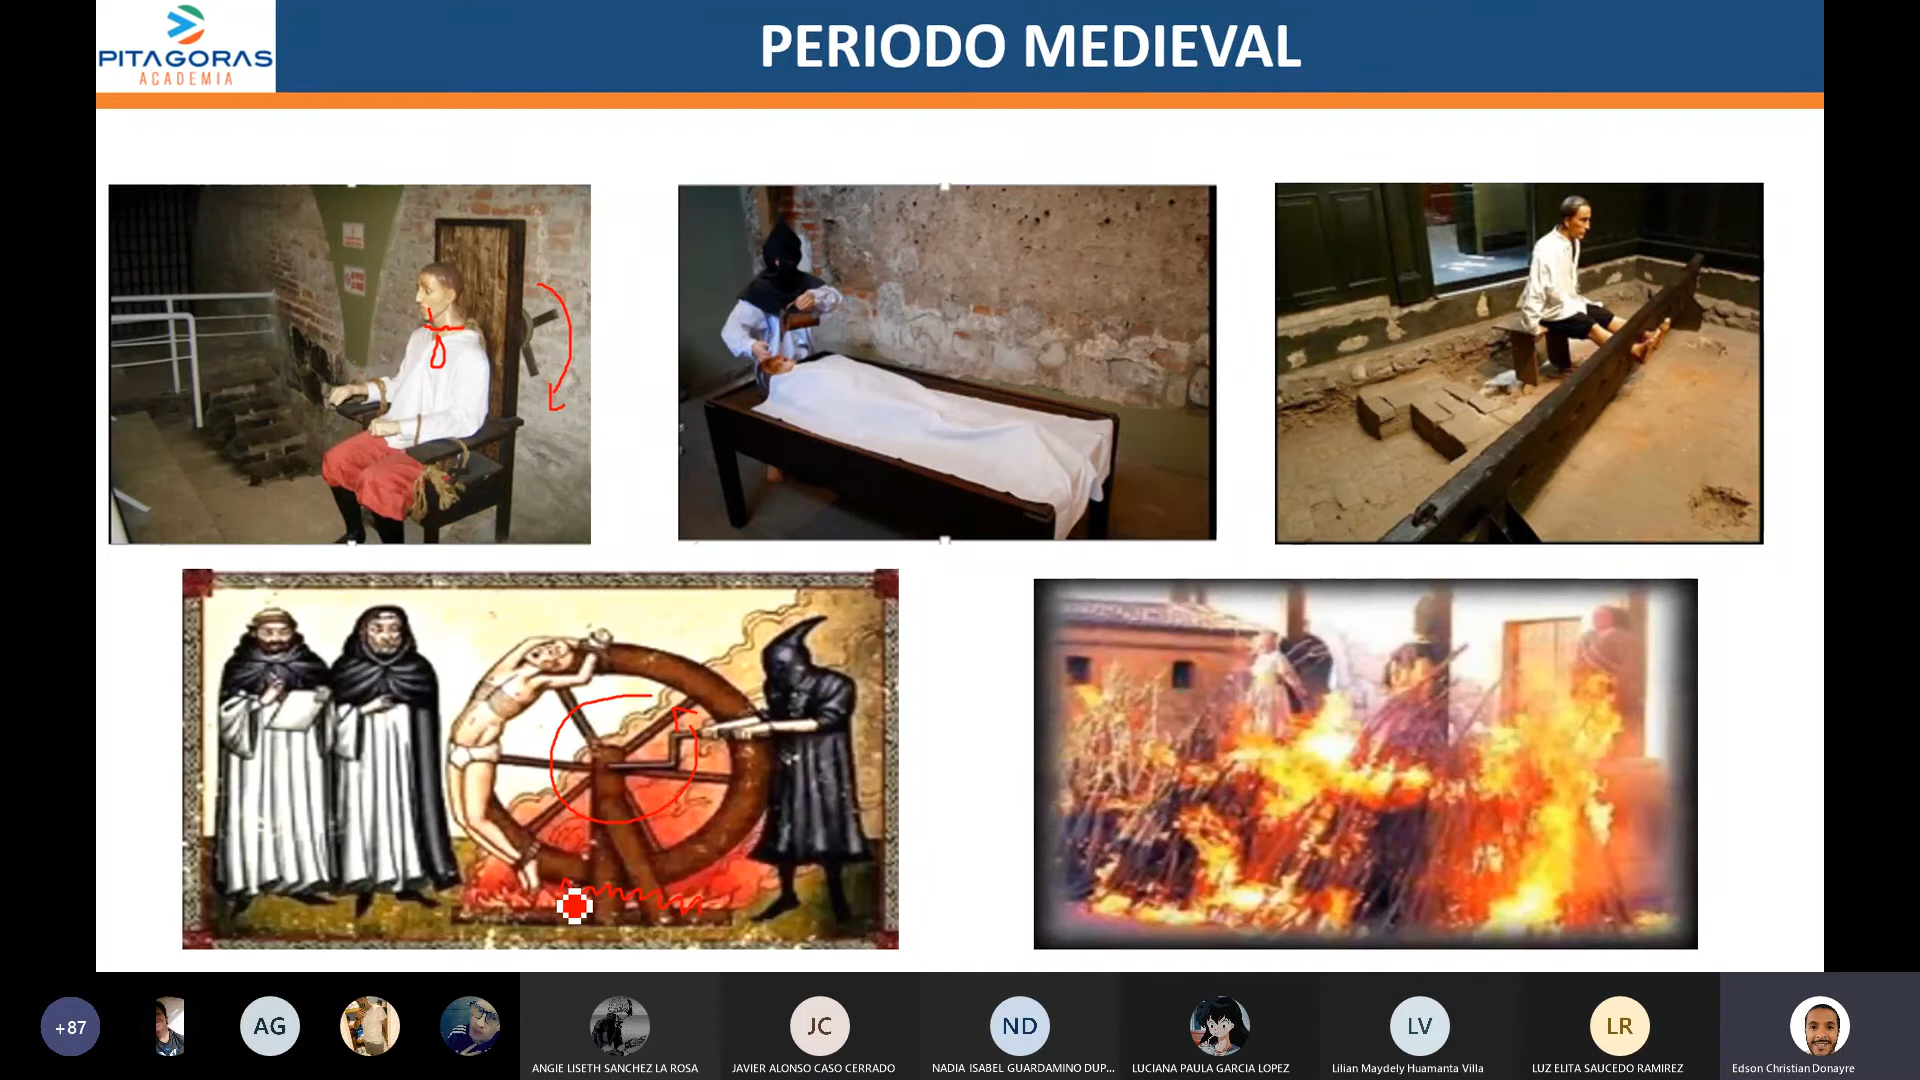 PITAGORAS
ACADEMIA
PERIODO MEDIEVAL
+87
AG
JC
ND
LV
LR
ANGIE LISETH SANCHEZ LA ROSA
JAVIER ALONSO CASO CERRADO
NADIA ISABEL GUARDAMINO DUP...
LUCIANA PAULA GARCIA LOPEZ
Lilian Maydely Huamanta Villa
LUZ ELITA SAUCEDO RAMIREZ
Edson Christian Donayre